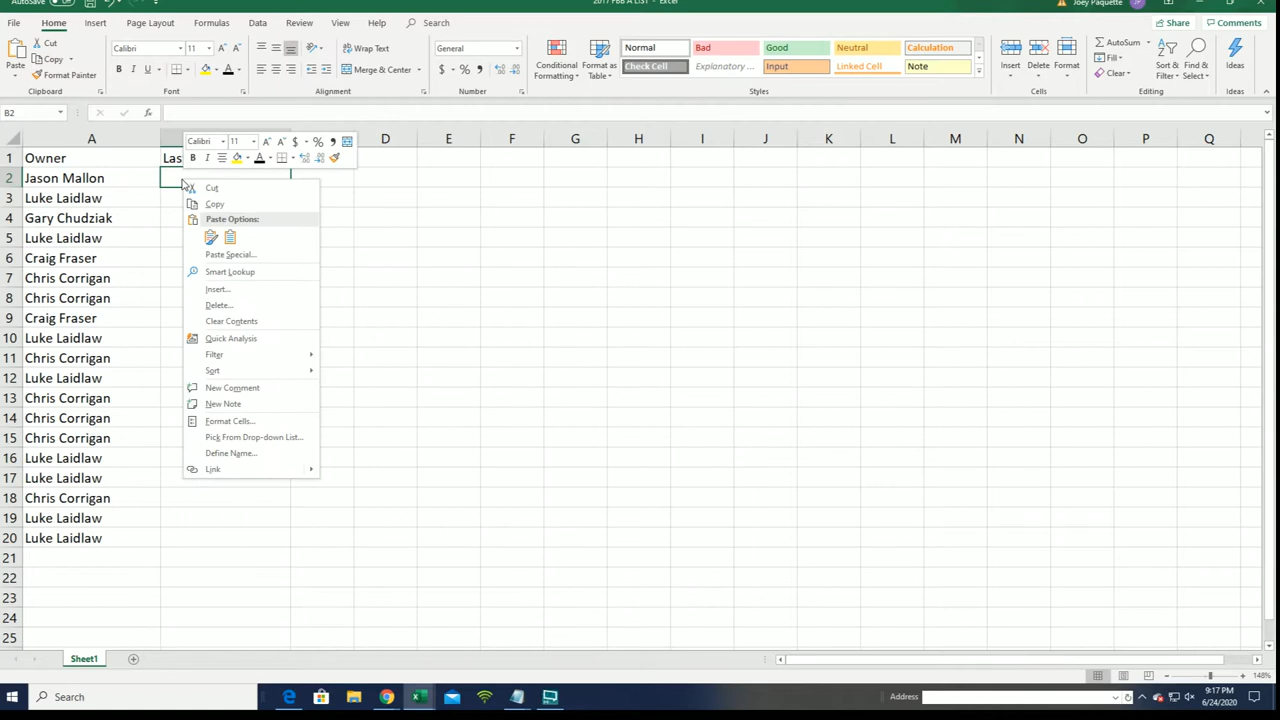 AutoSave Off
2017 FBB A LIST - Excel
Joey Paquette JP
File Home Insert Page Layout Formulas Data Review View Help Search
Share Comments
Paste
Cut
Copy
Format Painter
Clipboard
Calibri 11
B I U A
Font
Wrap Text
Merge & Center
Alignment
General
$ % 9
Number
Conditional Formatting
Format as Table
Normal Bad Good Neutral Calculation
Check Cell Explanatory ... Input Linked Cell Note
Styles
Insert Delete Format
Cells
AutoSum
Fill
Clear
Sort & Filter
Find & Select
Editing
Ideas
Ideas
B2 fx
A D E F G H I J K L M N O P Q
Calibri 11 A A $ % 9
B I A
1 Owner Las
2 Jason Mallon
3 Luke Laidlaw
4 Gary Chudziak
5 Luke Laidlaw
6 Craig Fraser
7 Chris Corrigan
8 Chris Corrigan
9 Craig Fraser
10 Luke Laidlaw
11 Chris Corrigan
12 Luke Laidlaw
13 Chris Corrigan
14 Chris Corrigan
15 Chris Corrigan
16 Luke Laidlaw
17 Luke Laidlaw
18 Chris Corrigan
19 Luke Laidlaw
20 Luke Laidlaw
21
22
23
24
25
Cut
Copy
Paste Options:
Paste Special...
Smart Lookup
Insert...
Delete...
Clear Contents
Quick Analysis
Filter
Sort
New Comment
New Note
Format Cells...
Pick From Drop-down List...
Define Name...
Link
Sheet1
148%
Search
Address
9:17 PM
6/24/2020